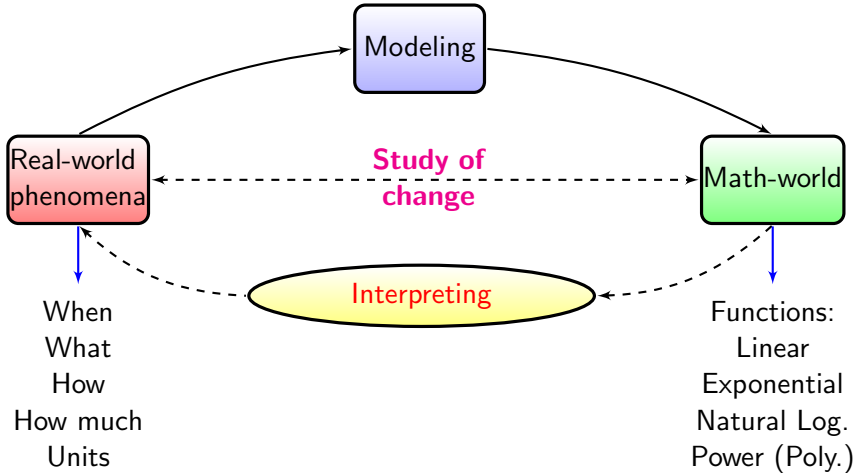 Modeling
Real-world
phenomena
Study of
change
Math-world
Interpreting
When
What
How
How much
Units
Functions:
Linear
Exponential
Natural Log.
Power (Poly.)